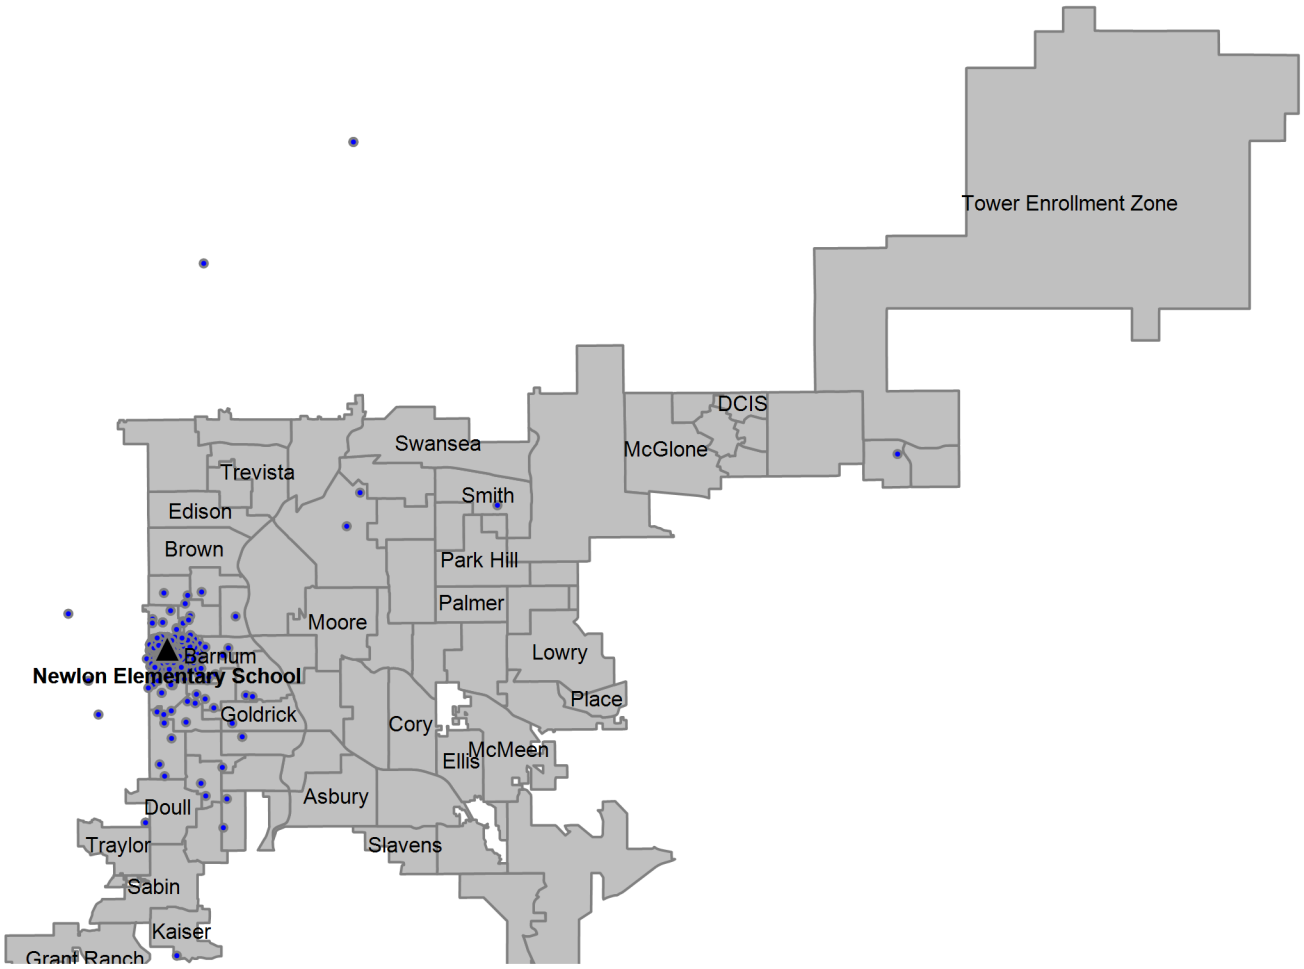 Tower Enrollment Zone
DCIS
Swansea
McGlone
Trevista
Smith
Edison
Brown
Park Hill
Palmer
Moore
Lowry
Barnum
Newlon Elementary School
Place
Goldrick
Cory
McMeen
Ellis
Asbury
Doull
Traylor
Slavens
Sabin
Kaiser
Grant Ranch